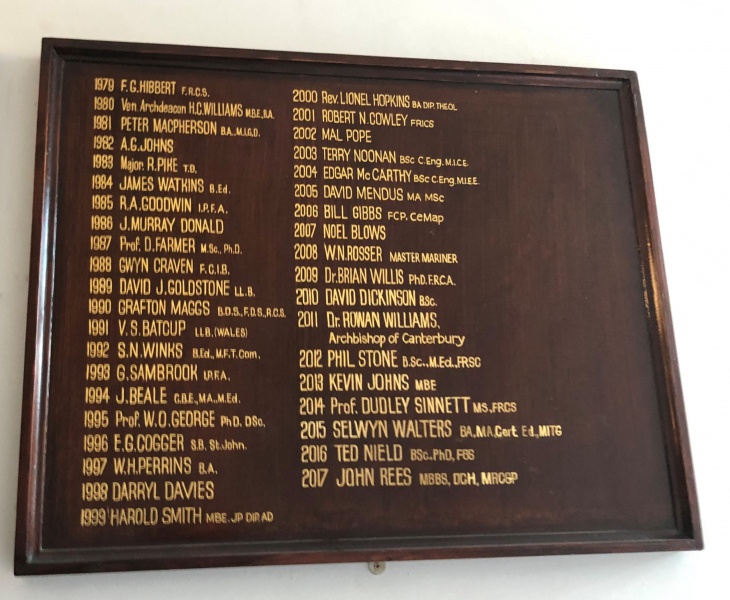 1979 F.G.HIBBERT F.R.C.S.
1980 Ven. Archdeacon H.C.WILLIAMS M.B.E.,B.A.
1981 PETER MACPHERSON B.A., M.I.G.D.
1982 A.G.JOHNS
1983 Major. R.PIKE T.D.
1984 JAMES WATKINS B.Ed.
1985 R.A.GOODWIN I.P.F.A.
1986 J.MURRAY DONALD
1987 Prof. D.FARMER M.Sc., Ph.D.
1988 GWYN CRAVEN F.C.I.B.
1989 DAVID J.GOLDSTONE LL.B.
1990 GRAFTON MAGGS B.D.S.,F.D.S.,R.C.S.
1991 V.S.BATCUP LLB.(WALES)
1992 S.N.WINKS B.Ed., M.F.T.Com.
1993 G.SAMBROOK I.P.F.A.
1994 J.BEALE C.B.E.,MA.,M.Ed.
1995 Prof. W.O.GEORGE PhD. DSc.
1996 E.G.COGGER S.B. St.John.
1997 W.H.PERRINS B.A.
1998 DARRYL DAVIES
1999 HAROLD SMITH MBE. JP DIP. AD
2000 Rev. LIONEL HOPKINS BA DIP. THEOL
2001 ROBERT N.COWLEY FRICS
2002 MAL POPE
2003 TERRY NOONAN BSc C.Eng. M.I.C.E.
2004 EDGAR Mc CARTHY BSc C.Eng. M.I.E.E.
2005 DAVID MENDUS MA MSc
2006 BILL GIBBS FCP. CeMap
2007 NOEL BLOWS
2008 W.N.ROSSER MASTER MARINER
2009 Dr.BRIAN WILLIS PhD. F.R.C.A.
2010 DAVID DICKINSON B.Sc.
2011 Dr. ROWAN WILLIAMS.
Archbishop of Canterbury
2012 PHIL STONE B.Sc., M.Ed., FRSC
2013 KEVIN JOHNS MBE
2014 Prof. DUDLEY SINNETT MS., FRCS
2015 SELWYN WALTERS BA, MA, Cert. Ed., MITG
2016 TED NIELD BSc., PhD, FGS
2017 JOHN REES MBBS, DCH, MRCGP